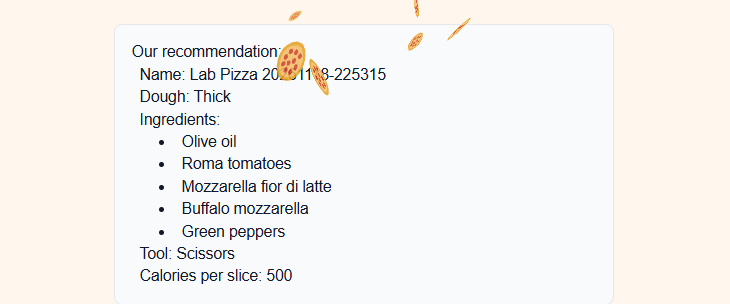 Our recommendation:
Name: Lab Pizza
Dough: Thick
Ingredients:
• Olive oil
• Roma tomatoes
• Mozzarella fior di latte
• Buffalo mozzarella
• Green peppers
Tool: Scissors
Calories per slice: 500